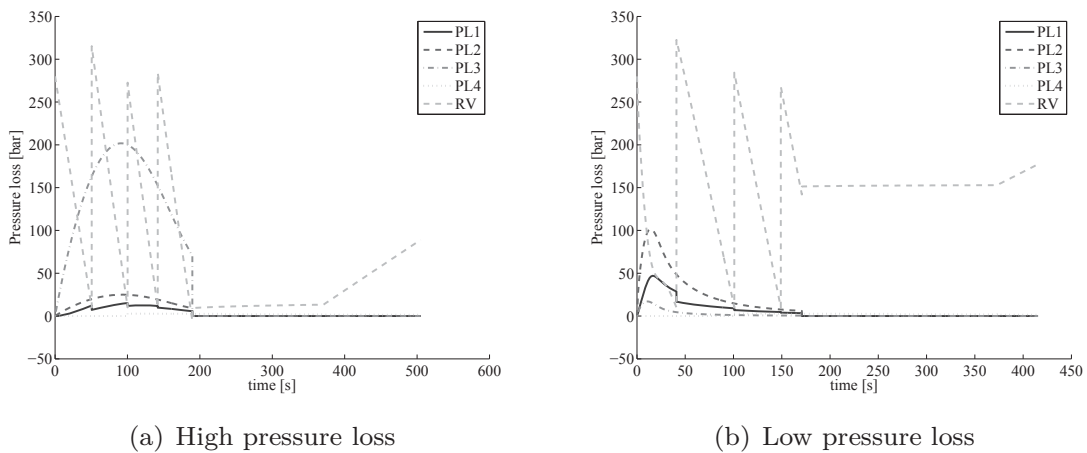 350
300
250
200
150
100
50
0
−50
Pressure loss [bar]
0 100 200 300 400 500 600
time [s]
PL1
PL2
PL3
PL4
RV
(a) High pressure loss
350
300
250
200
150
100
50
0
−50
Pressure loss [bar]
0 50 100 150 200 250 300 350 400 450
time [s]
PL1
PL2
PL3
PL4
RV
(b) Low pressure loss